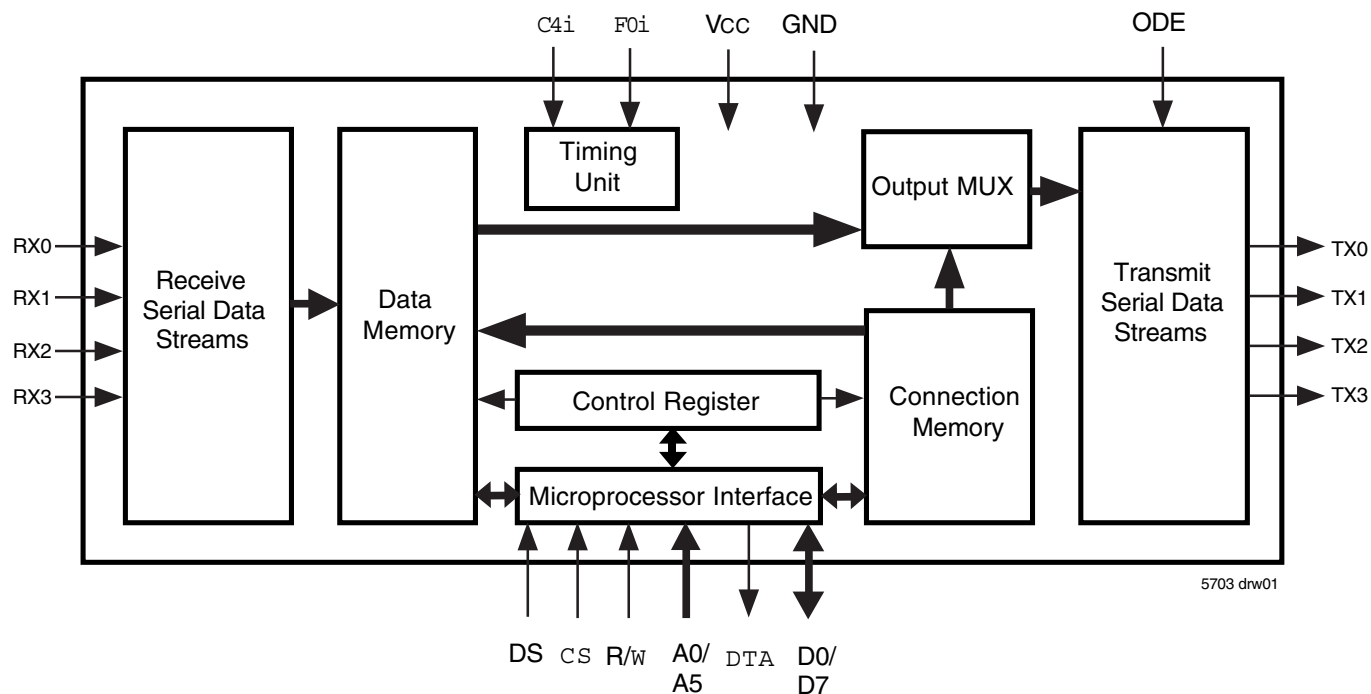 C4i F0i VCC GND ODE
Timing
Unit
Output MUX
RX0
RX1
RX2
RX3
Receive
Serial Data
Streams
Data
Memory
Transmit
Serial Data
Streams
TX0
TX1
TX2
TX3
Control Register
Connection
Memory
Microprocessor Interface
5703 drw01
DS CS R/W A0/ DTA D0/
A5 D7